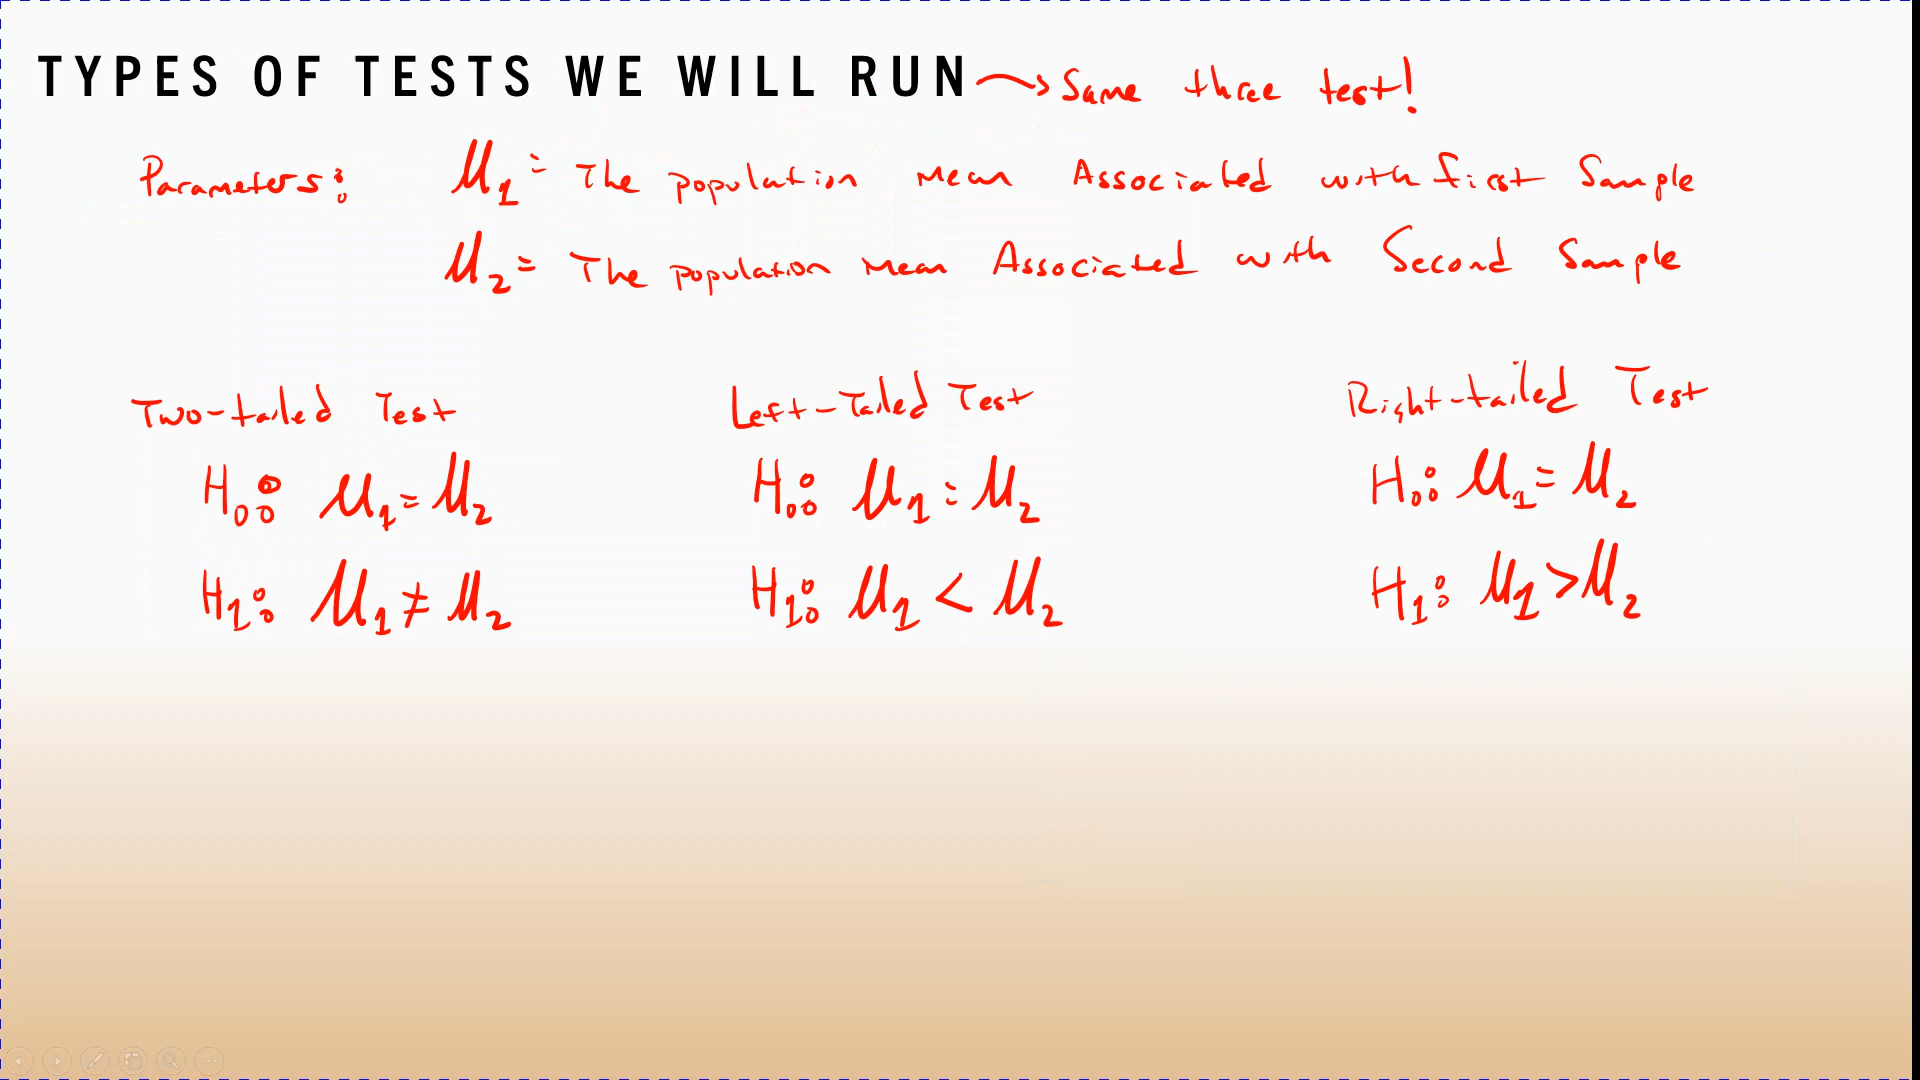 TYPES OF TESTS WE WILL RUN → Same three test!
Parameters: μ₁ = The population mean Associated with first Sample
μ₂ = The population mean Associated with Second Sample
Two-tailed Test Left-Tailed Test Right-tailed Test
H₀: μ₁ = μ₂ H₀: μ₁ = μ₂ H₀: μ₁ = μ₂
H₁: μ₁ ≠ μ₂ H₁: μ₁ < μ₂ H₁: μ₁ > μ₂